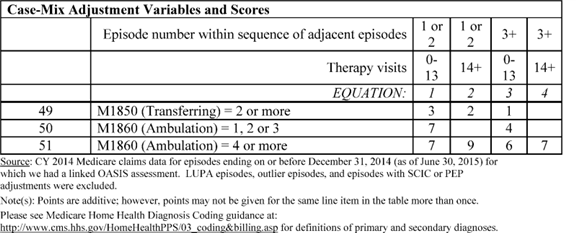 Case-Mix Adjustment Variables and Scores
Episode number within sequence of adjacent episodes 1 or 2 1 or 2 3+ 3+
Therapy visits 0-13 14+ 0-13 14+
EQUATION: 1 2 3 4
49 M1850 (Transferring) = 2 or more 3 2 1
50 M1860 (Ambulation) = 1, 2 or 3 7 4
51 M1860 (Ambulation) = 4 or more 7 9 6 7
Source: CY 2014 Medicare claims data for episodes ending on or before December 31, 2014 (as of June 30, 2015) for
which we had a linked OASIS assessment. LUPA episodes, outlier episodes, and episodes with SCIC or PEP
adjustments were excluded.
Note(s): Points are additive; however, points may not be given for the same line item in the table more than once.
Please see Medicare Home Health Diagnosis Coding guidance at:
http://www.cms.hhs.gov/HomeHealthPPS/03_coding&billing.asp for definitions of primary and secondary diagnoses.